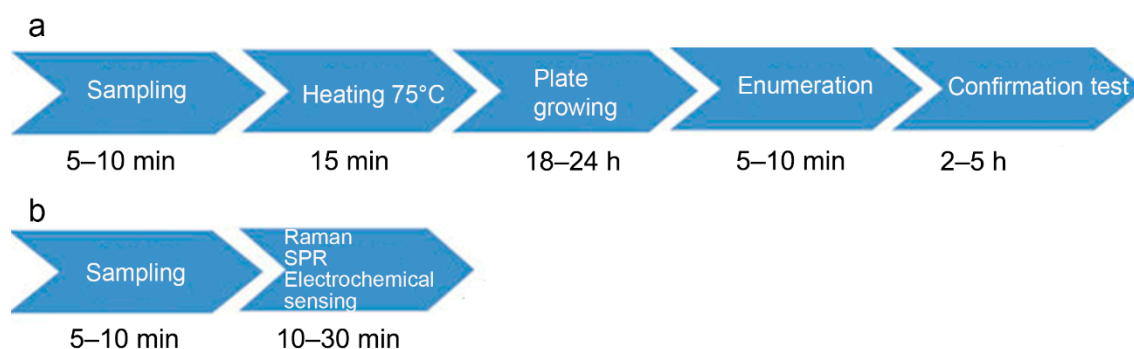 a
Sampling
Heating 75°C
Plate
growing
Enumeration
Confirmation test
5–10 min
15 min
18–24 h
5–10 min
2–5 h
b
Sampling
Raman
SPR
Electrochemical
sensing
5–10 min
10–30 min